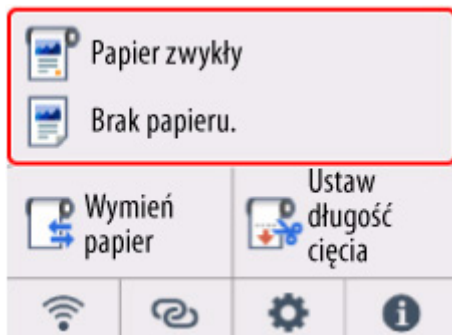 Papier zwykły
Brak papieru.
Wymień
papier
Ustaw
długość
cięcia